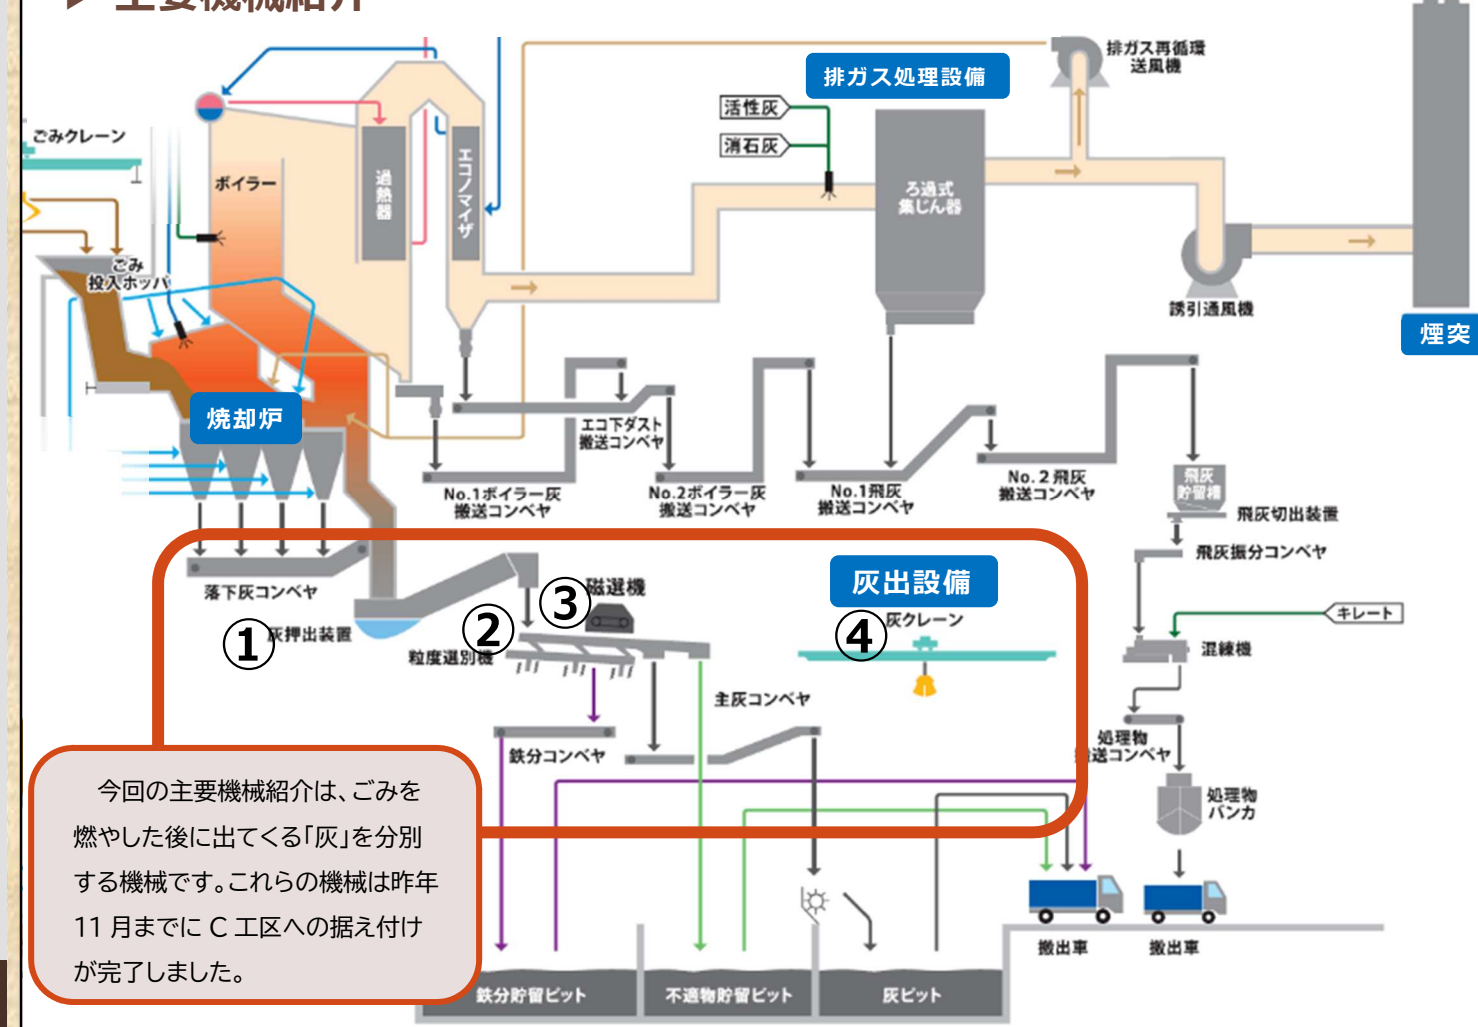 ▶ 主要機械紹介
排ガス再循環
送風機
排ガス処理設備
活性灰
消石灰
ごみクレーン
ボイラー
過熱器
エコノマイザ
ろ過式
集じん器
ごみ
投入ホッパ
誘引通風機
煙突
焼却炉
エコ下ダスト
搬送コンベヤ
No.1ボイラー灰
搬送コンベヤ
No.2ボイラー灰
搬送コンベヤ
No.1飛灰
搬送コンベヤ
No.2飛灰
搬送コンベヤ
飛灰
貯留槽
飛灰切出装置
飛灰振分コンベヤ
落下灰コンベヤ
③
磁選機
灰出設備
キレート
①
灰押出装置
②
粒度選別機
④
灰クレーン
混練機
主灰コンベヤ
鉄分コンベヤ
処理物
搬送コンベヤ
処理物
バンカ
今回の主要機械紹介は、ごみを
燃やした後に出てくる「灰」を分別
する機械です。これらの機械は昨年
11月までにC工区への据え付け
が完了しました。
搬出車
搬出車
鉄分貯留ピット
不適物貯留ピット
灰ピット